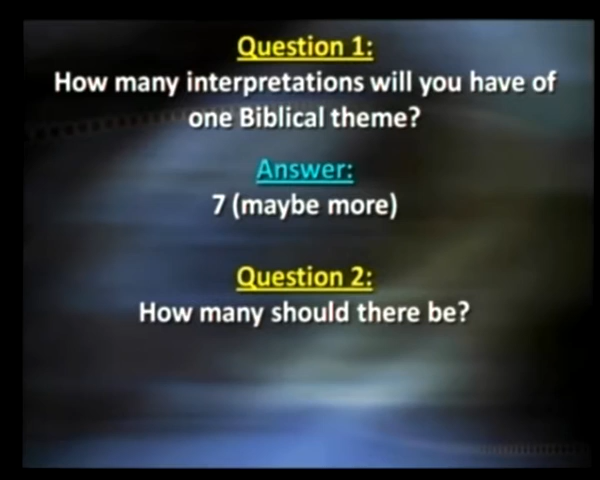 Question 1:
How many interpretations will you have of
one Biblical theme?
Answer:
7 (maybe more)
Question 2:
How many should there be?